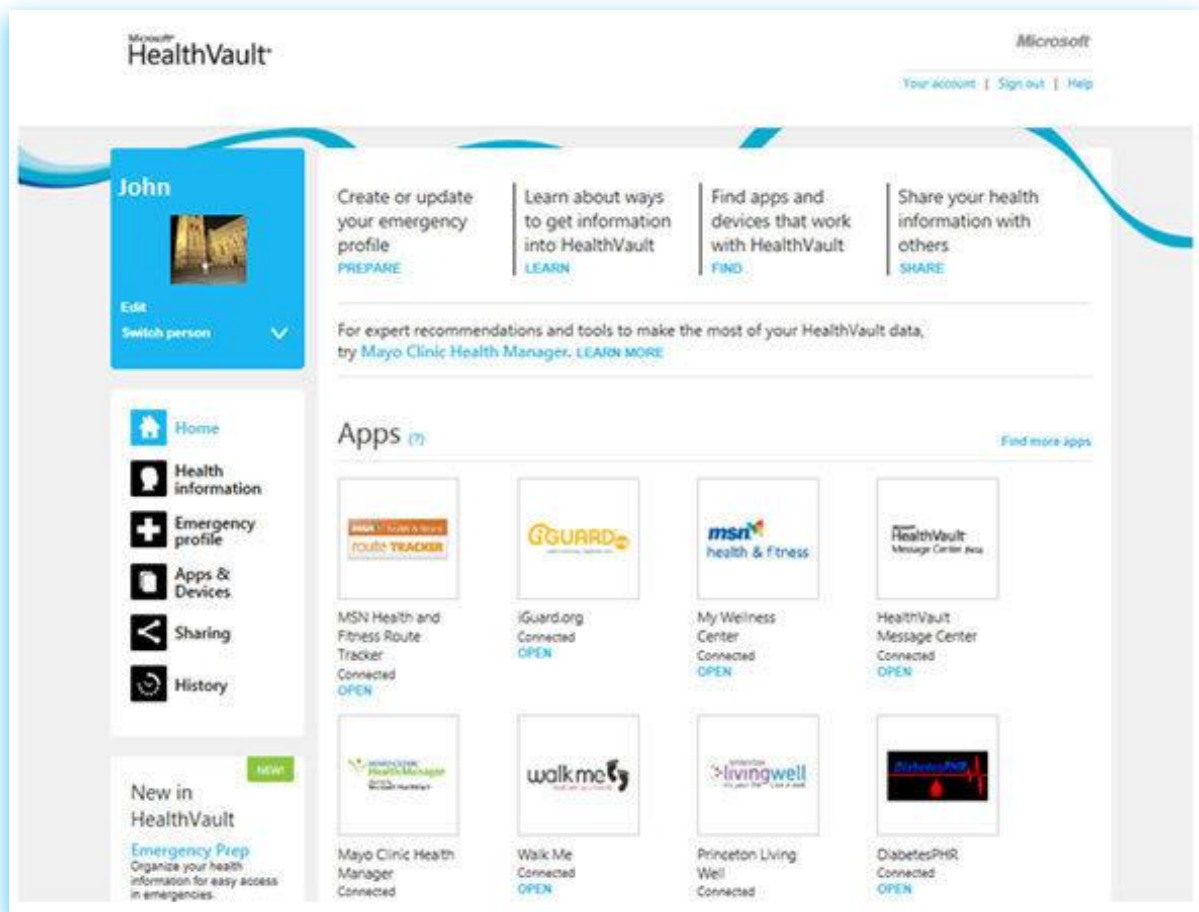 Microsoft
HealthVault
Microsoft
Your account | Sign out | Help
John
Edit
Switch person
Create or update
your emergency
profile
PREPARE
Learn about ways
to get information
into HealthVault
LEARN
Find apps and
devices that work
with HealthVault
FIND
Share your health
information with
others
SHARE
For expert recommendations and tools to make the most of your HealthVault data,
try Mayo Clinic Health Manager. LEARN MORE
Home
Health
information
Emergency
profile
Apps &
Devices
Sharing
History
NEW!
New in
HealthVault
Emergency Prep
Organize your health
information for easy access
in emergencies.
Apps (?)
Find more apps
route TRACKER
MSN Health and
Fitness Route
Tracker
Connected
OPEN
iGUARD
iGuard.org
Connected
OPEN
msn
health & fitness
My Wellness
Center
Connected
OPEN
HealthVault
Message Center Beta
HealthVault
Message Center
Connected
OPEN
HealthManager
Mayo Clinic Health
Manager
Connected
walk me
Walk Me
Connected
OPEN
livingwell
Princeton Living
Well
Connected
DiabetesPHR
DiabetesPHR
Connected
OPEN